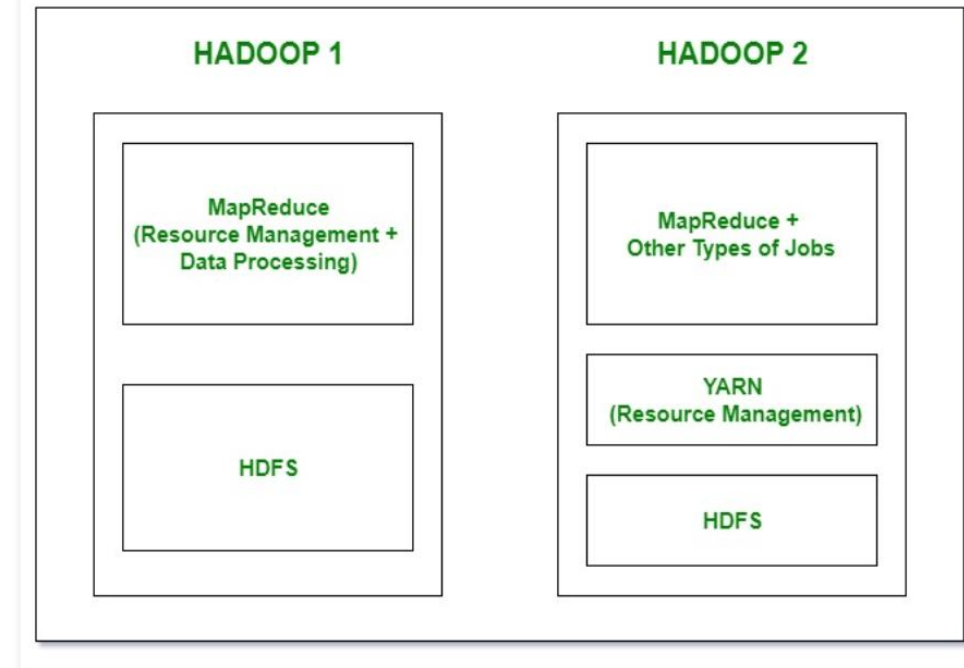 HADOOP 1
MapReduce
(Resource Management +
Data Processing)
HDFS
HADOOP 2
MapReduce +
Other Types of Jobs
YARN
(Resource Management)
HDFS